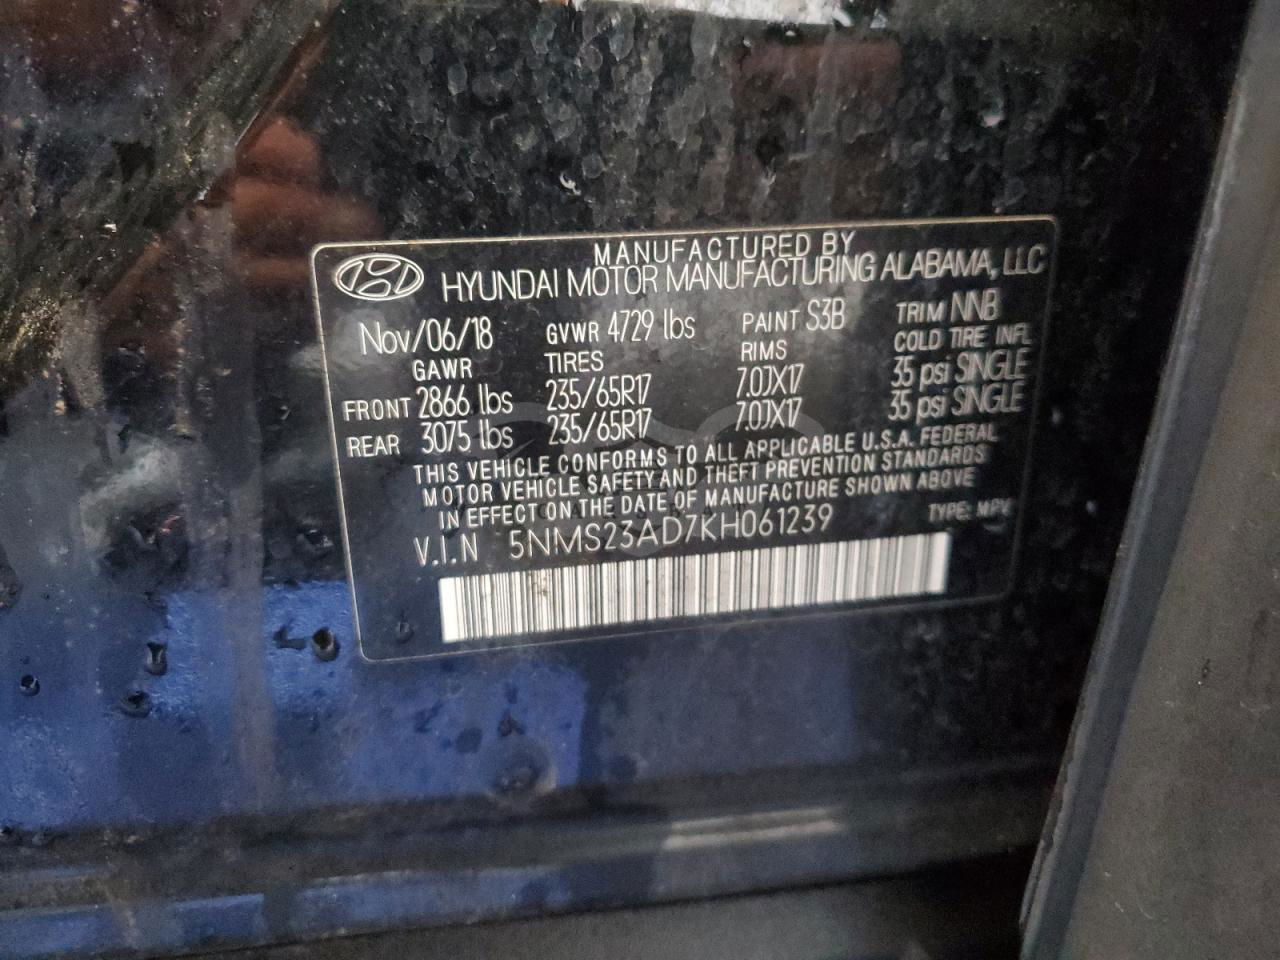 MANUFACTURED BY
HYUNDAI MOTOR MANUFACTURING ALABAMA, LLC
Nov/06/18 GVWR 4729 lbs PAINT S3B TRIM NNB
GAWR TIRES RIMS COLD TIRE INFL
FRONT 2866 lbs 235/65R17 7.0JX17 35 psi SINGLE
REAR 3075 lbs 235/65R17 7.0JX17 35 psi SINGLE
THIS VEHICLE CONFORMS TO ALL APPLICABLE U.S.A. FEDERAL
MOTOR VEHICLE SAFETY AND THEFT PREVENTION STANDARDS
IN EFFECT ON THE DATE OF MANUFACTURE SHOWN ABOVE
V.I.N 5NMS23AD7KH061239 TYPE: MPV